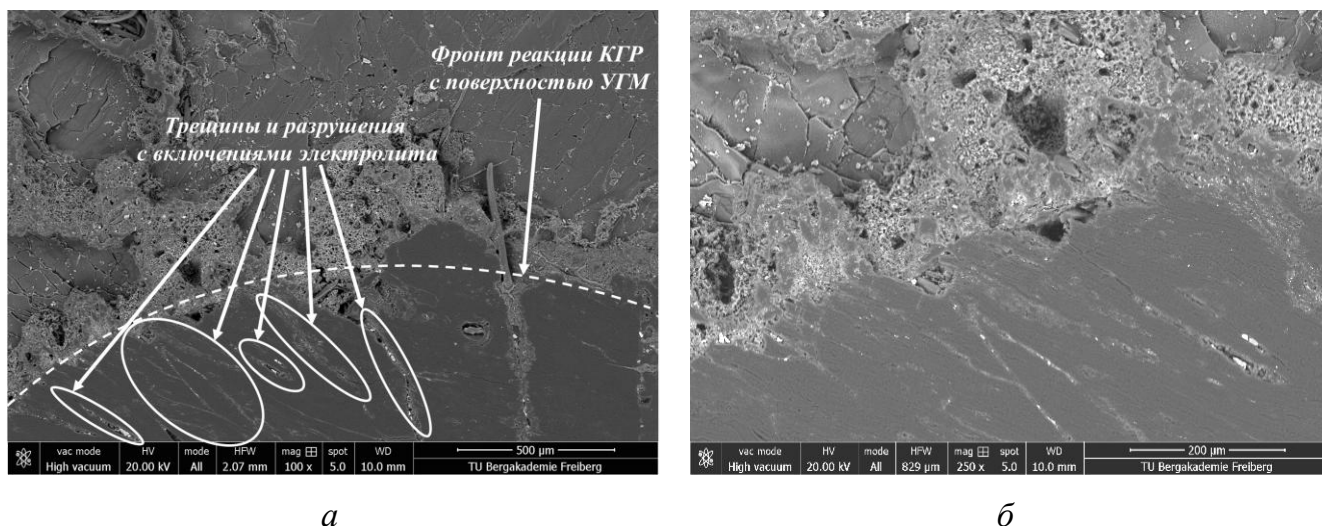 Фронт реакции КГР
с поверхностью УГМ
Трещины и разрушения
с включениями электролита
vac mode HV mode HFW mag spot WD
High vacuum 20.00 kV All 2.07 mm 100 x 5.0 10.0 mm
500 µm
TU Bergakademie Freiberg
vac mode HV mode HFW mag spot WD
High vacuum 20.00 kV All 829 µm 250 x 5.0 10.0 mm
200 µm
TU Bergakademie Freiberg
а
б